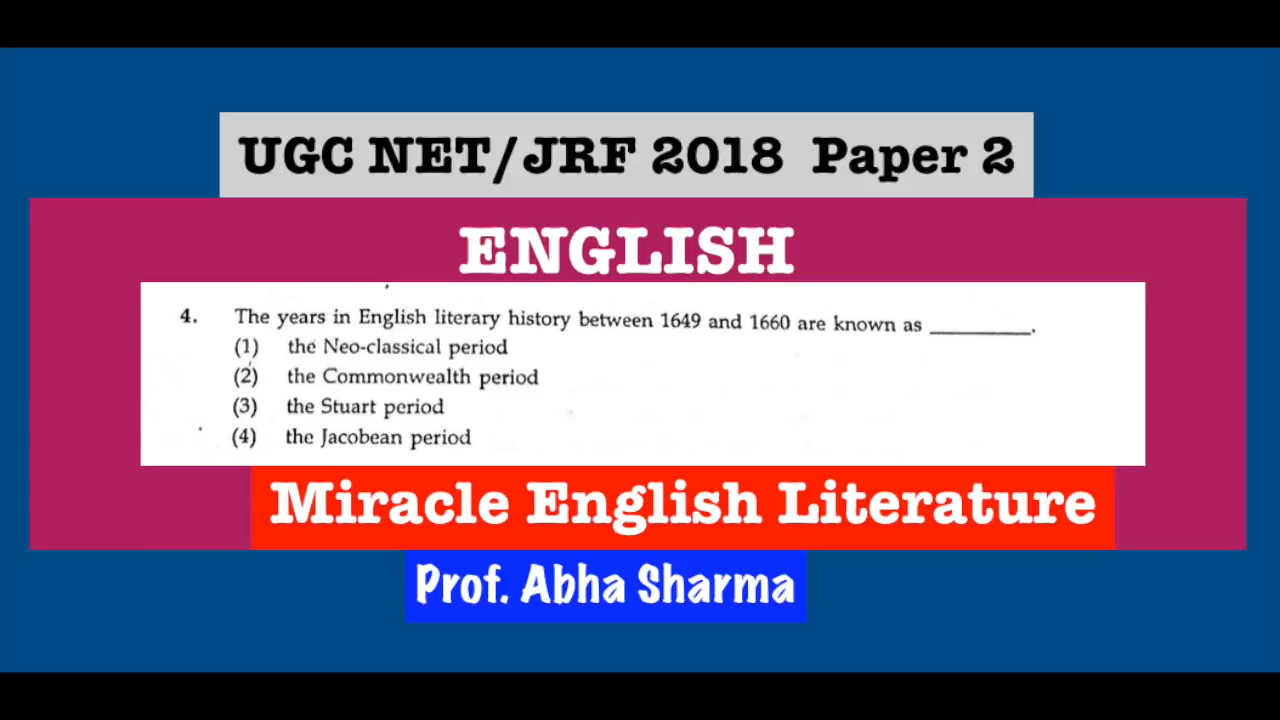 UGC NET/JRF 2018 Paper 2
ENGLISH
4. The years in English literary history between 1649 and 1660 are known as __________.
(1) the Neo-classical period
(2) the Commonwealth period
(3) the Stuart period
(4) the Jacobean period
Miracle English Literature
Prof. Abha Sharma